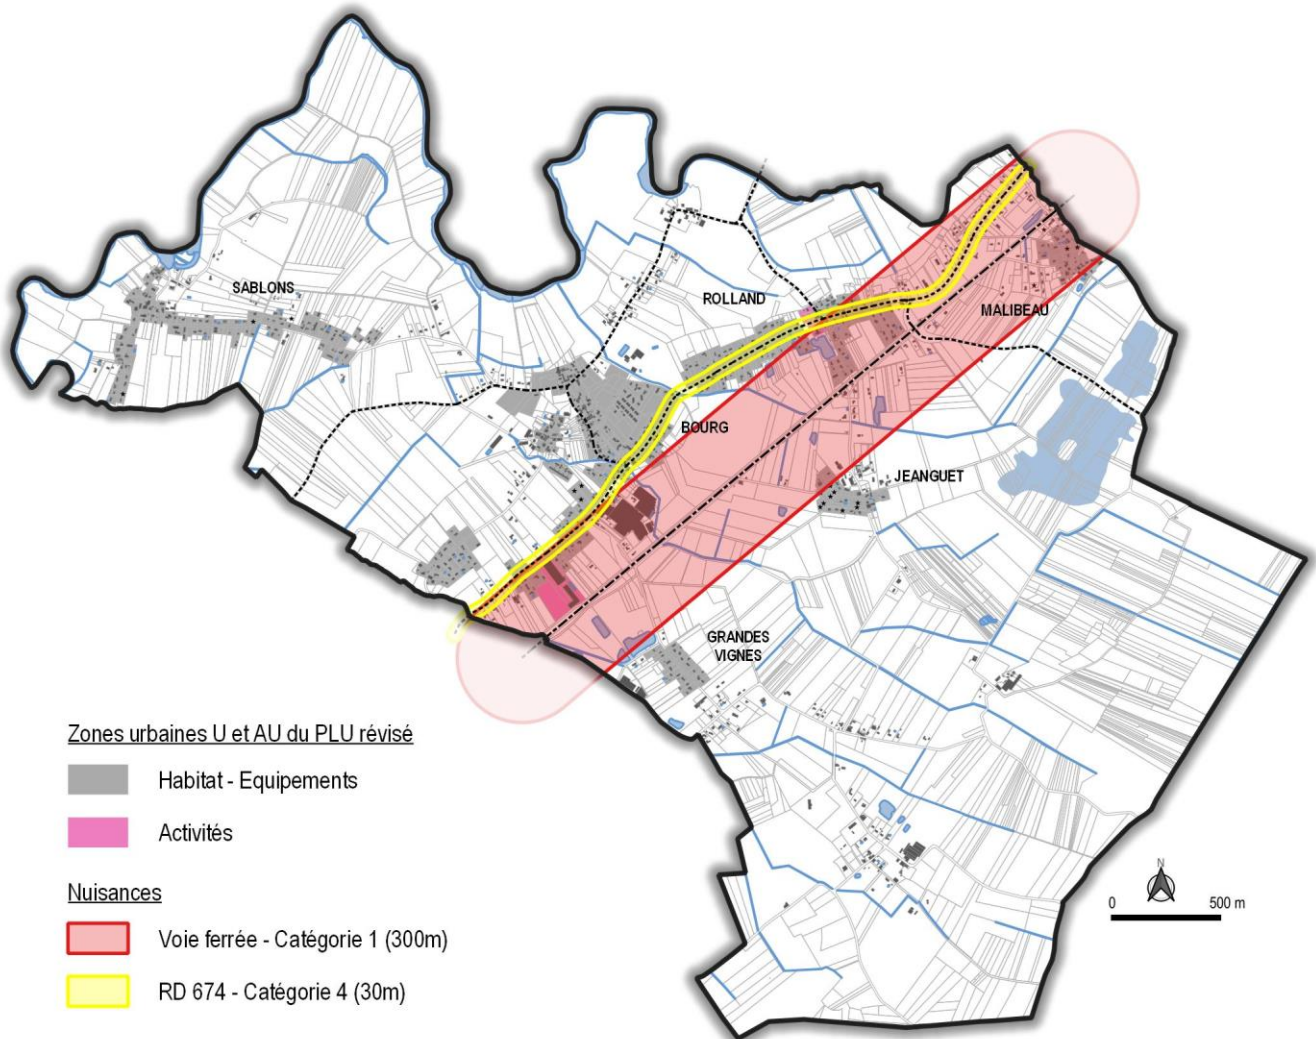 SABLONS
ROLLAND
MALIBEAU
BOURG
JEANGUET
GRANDES
VIGNES
Zones urbaines U et AU du PLU révisé
Habitat - Equipements
Activités
Nuisances
Voie ferrée - Catégorie 1 (300m)
RD 674 - Catégorie 4 (30m)
N
0 500 m